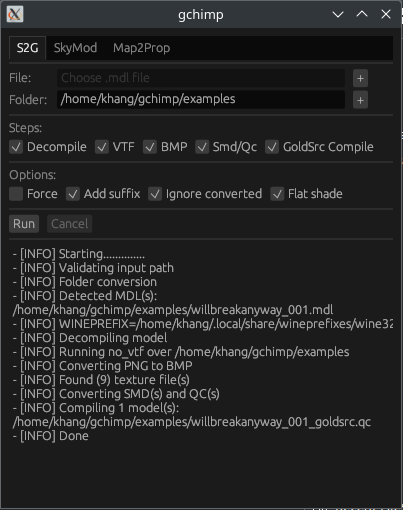 gchimp
S2G SkyMod Map2Prop
File: Choose .mdl file +
Folder: /home/khang/gchimp/examples +
Steps:
Decompile VTF BMP Smd/Qc GoldSrc Compile
Options:
Force Add suffix Ignore converted Flat shade
Run Cancel
- [INFO] Starting..............
- [INFO] Validating input path
- [INFO] Folder conversion
- [INFO] Detected MDL(s):
/home/khang/gchimp/examples/willbreakanyway_001.mdl
- [INFO] WINEPREFIX=/home/khang/.local/share/wineprefixes/wine32
- [INFO] Decompiling model
- [INFO] Running no_vtf over /home/khang/gchimp/examples
- [INFO] Converting PNG to BMP
- [INFO] Found (9) texture file(s)
- [INFO] Converting SMD(s) and QC(s)
- [INFO] Compiling 1 model(s):
/home/khang/gchimp/examples/willbreakanyway_001_goldsrc.qc
- [INFO] Done